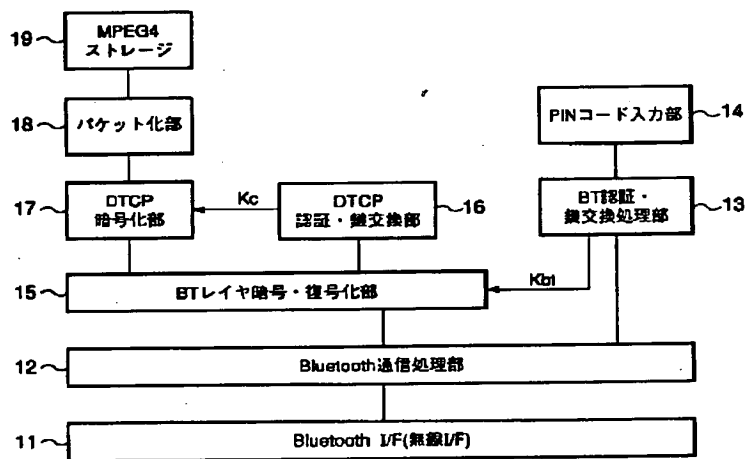 19
MPEG4
ストレージ
18
パケット化部
PINコード入力部
14
17
DTCP
暗号化部
Kc
DTCP
認証・鍵交換部
16
BT認証・
鍵交換処理部
13
15
BTレイヤ暗号・復号化部
Kbt
12
Bluetooth通信処理部
11
Bluetooth I/F(無線I/F)